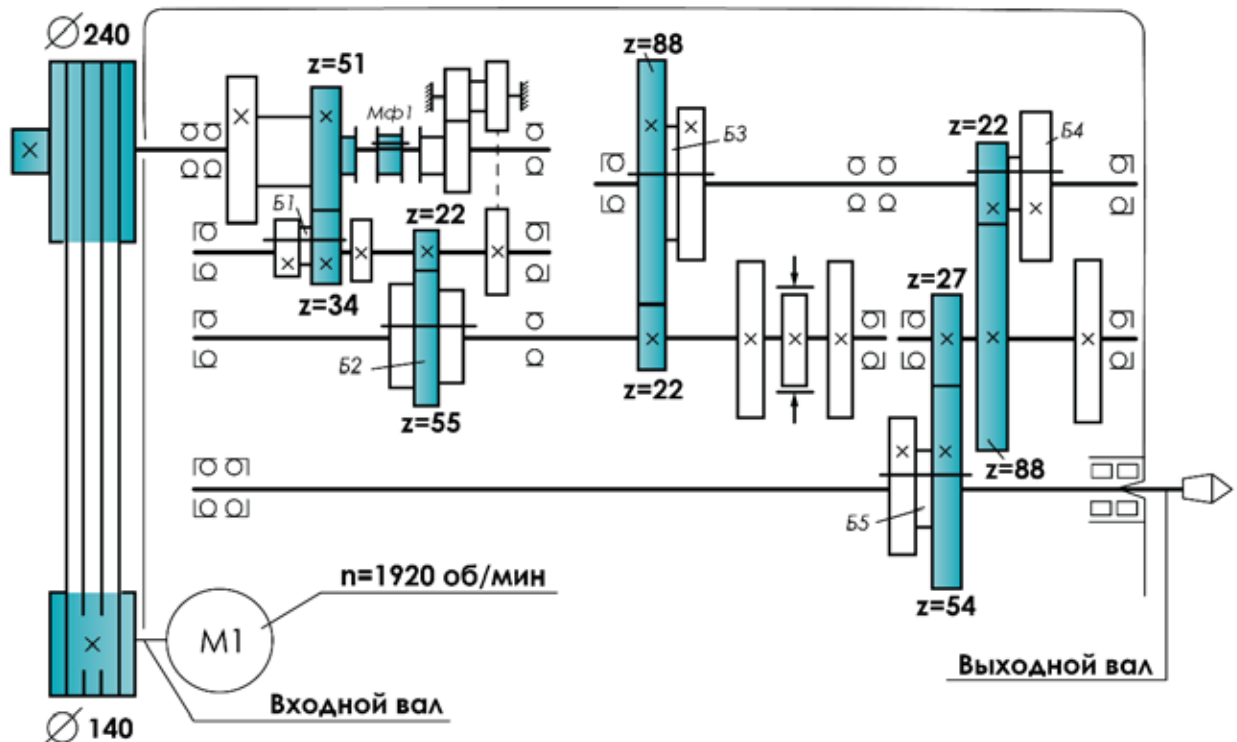 ∅ 240
z=51
z=88
Мф1
Б3
z=22
Б4
Б1
z=22
z=34
z=27
Б2
z=22
z=55
z=88
Б5
n=1920 об/мин
z=54
М1
Выходной вал
Входной вал
∅ 140